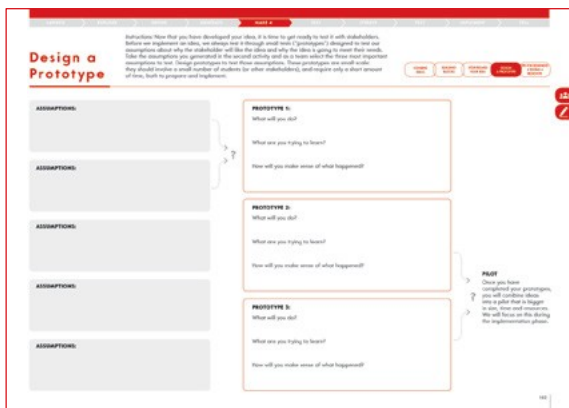 MAKE A
Design a
Prototype
Instructions: Now that you have developed your idea, it is time to get ready to test it with stakeholders.
Before we implement an idea, we always test it through small tests ("prototypes") designed to test our
assumptions about why the stakeholder will like the idea and why the idea is going to meet their needs.
Take the assumptions you generated in the second activity and as a team select the three most important
assumptions to test. Design prototypes to test those assumptions. These prototypes are small scale:
they should involve a small number of students (or other stakeholders), and require only a short amount
of time, both to prepare and implement.
ASSUMPTIONS:
ASSUMPTIONS:
ASSUMPTIONS:
ASSUMPTIONS:
ASSUMPTIONS:
?
PROTOTYPE 1:
What will you do?
What are you trying to learn?
How will you make sense of what happened?
PROTOTYPE 2:
What will you do?
What are you trying to learn?
How will you make sense of what happened?
PROTOTYPE 3:
What will you do?
What are you trying to learn?
How will you make sense of what happened?
?
PILOT
Once you have
completed your prototypes,
you will combine ideas
into a pilot that is bigger
in size, time and resources.
We will focus on this during
the implementation phase.